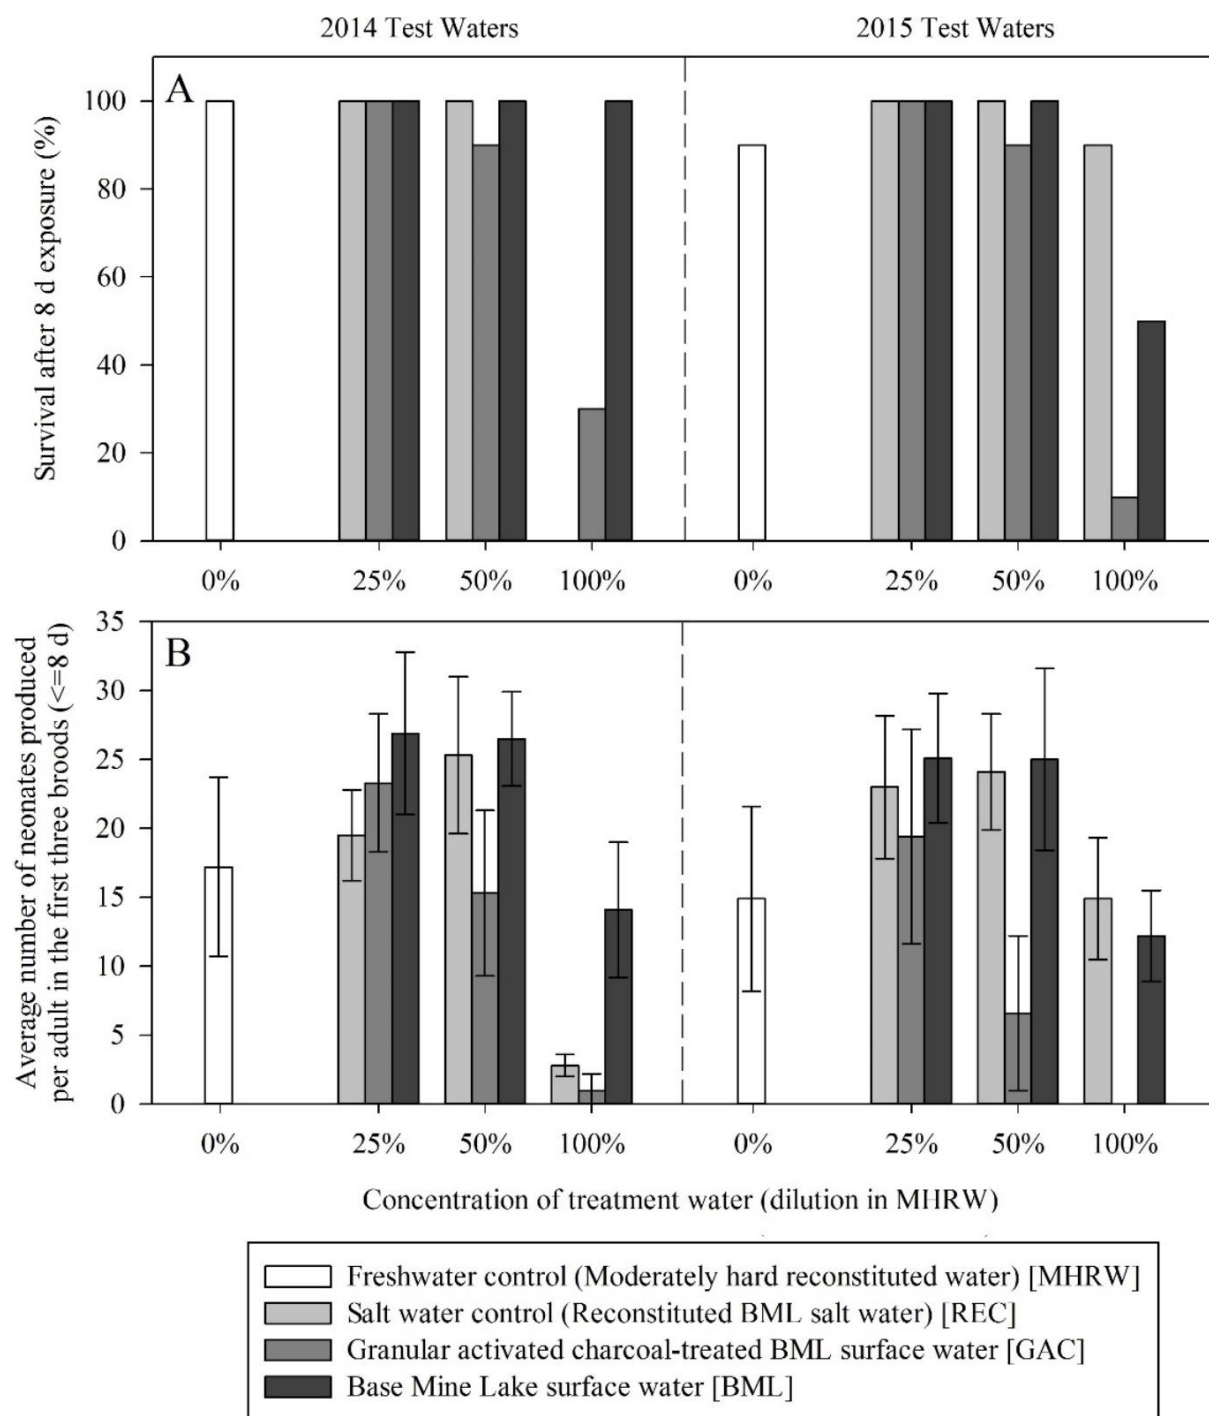 2014 Test Waters
2015 Test Waters
A
Survival after 8 d exposure (%)
100
80
60
40
20
0
0%
25%
50%
100%
0%
25%
50%
100%
B
Average number of neonates produced
per adult in the first three broods (<=8 d)
35
30
25
20
15
10
5
0
0%
25%
50%
100%
0%
25%
50%
100%
Concentration of treatment water (dilution in MHRW)
Freshwater control (Moderately hard reconstituted water) [MHRW]
Salt water control (Reconstituted BML salt water) [REC]
Granular activated charcoal-treated BML surface water [GAC]
Base Mine Lake surface water [BML]